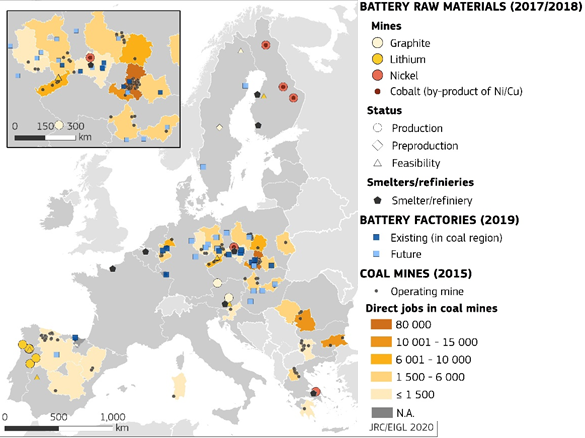 BATTERY RAW MATERIALS (2017/2018)
Mines
Graphite
Lithium
Nickel
Cobalt (by-product of Ni/Cu)
Status
Production
Preproduction
Feasibility
Smelters/refinieries
Smelter/refiniery
BATTERY FACTORIES (2019)
Existing (in coal region)
Future
COAL MINES (2015)
Operating mine
Direct jobs in coal mines
80 000
10 001 - 15 000
6 001 - 10 000
1 500 - 6 000
≤ 1 500
N.A.
JRC/EIGL 2020
0 150 300
km
0 500 1,000
km